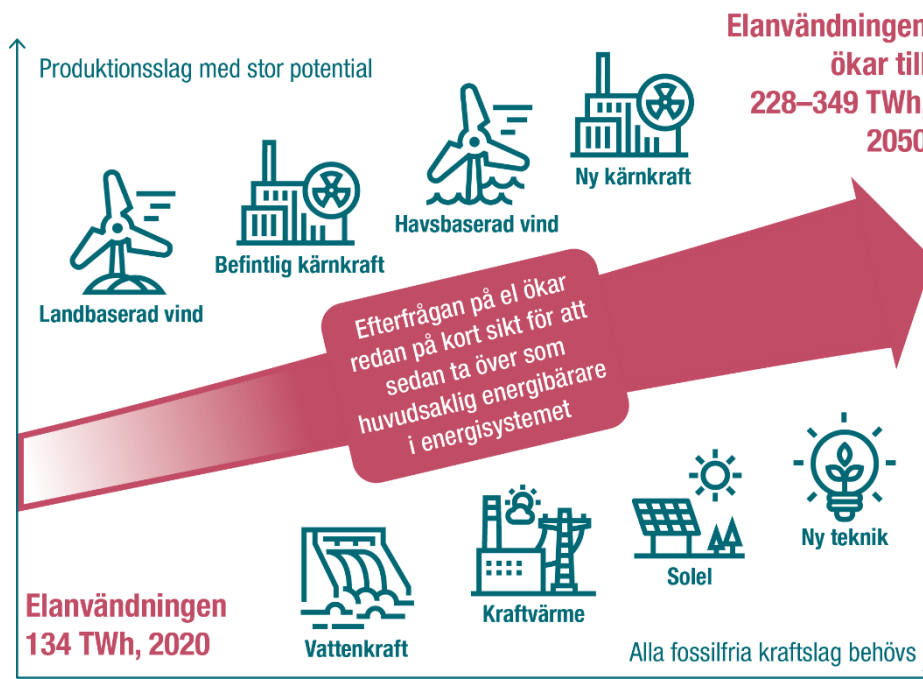 Elanvändningen
ökar till
228–349 TWh
2050
Produktionsslag med stor potential
Ny kärnkraft
Havsbaserad vind
Befintlig kärnkraft
Landbaserad vind
Efterfrågan på el ökar
redan på kort sikt för att
sedan ta över som
huvudsaklig energibärare
i energisystemet
Ny teknik
Solel
Kraftvärme
Vattenkraft
Elanvändningen
134 TWh, 2020
Alla fossilfria kraftslag behövs